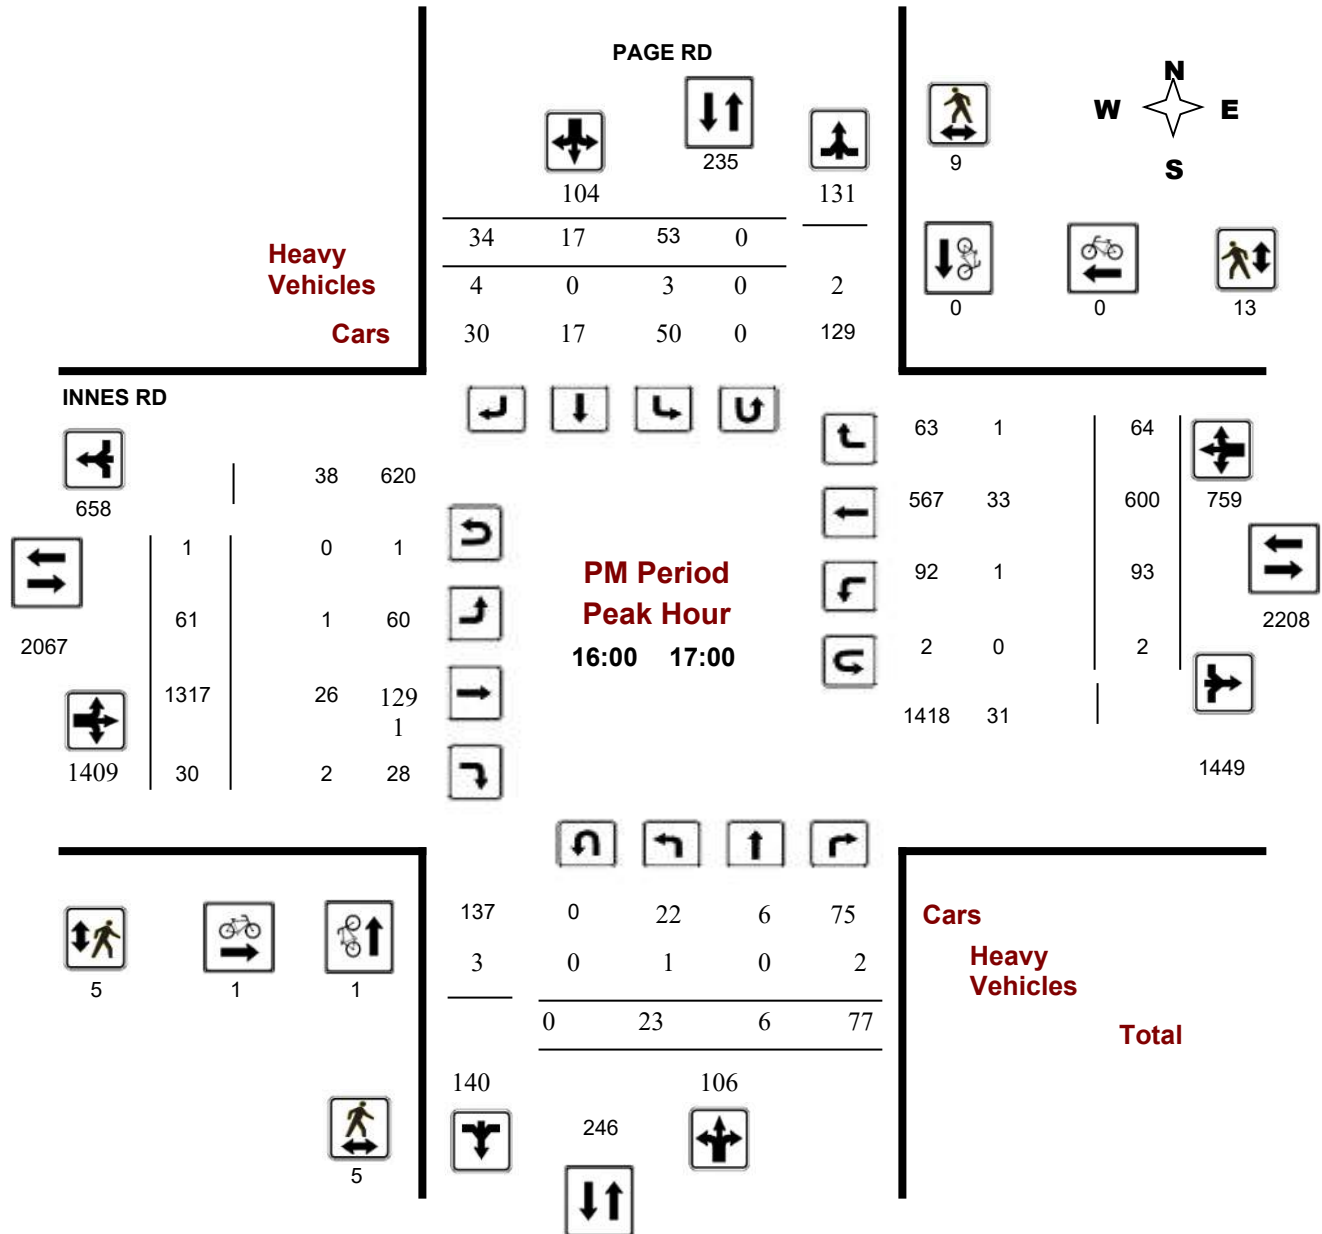 PAGE RD
N
W E
S
235
9
104
131
34 17 53 0
Heavy
Vehicles
4 0 3 0 2
0 0 13
Cars
30 17 50 0 129
INNES RD
63 1 64
38 620
658
567 33 600 759
1 0 1
PM Period
92 1 93
Peak Hour
61 1 60
2208
2067
16:00 17:00
2 0 2
1317 26 129
1
1418 31
1409 30 2 28
1449
137 0 22 6 75
Cars
3 0 1 0 2
Heavy
Vehicles
5 1 1
0 23 6 77
Total
140 106
246
5